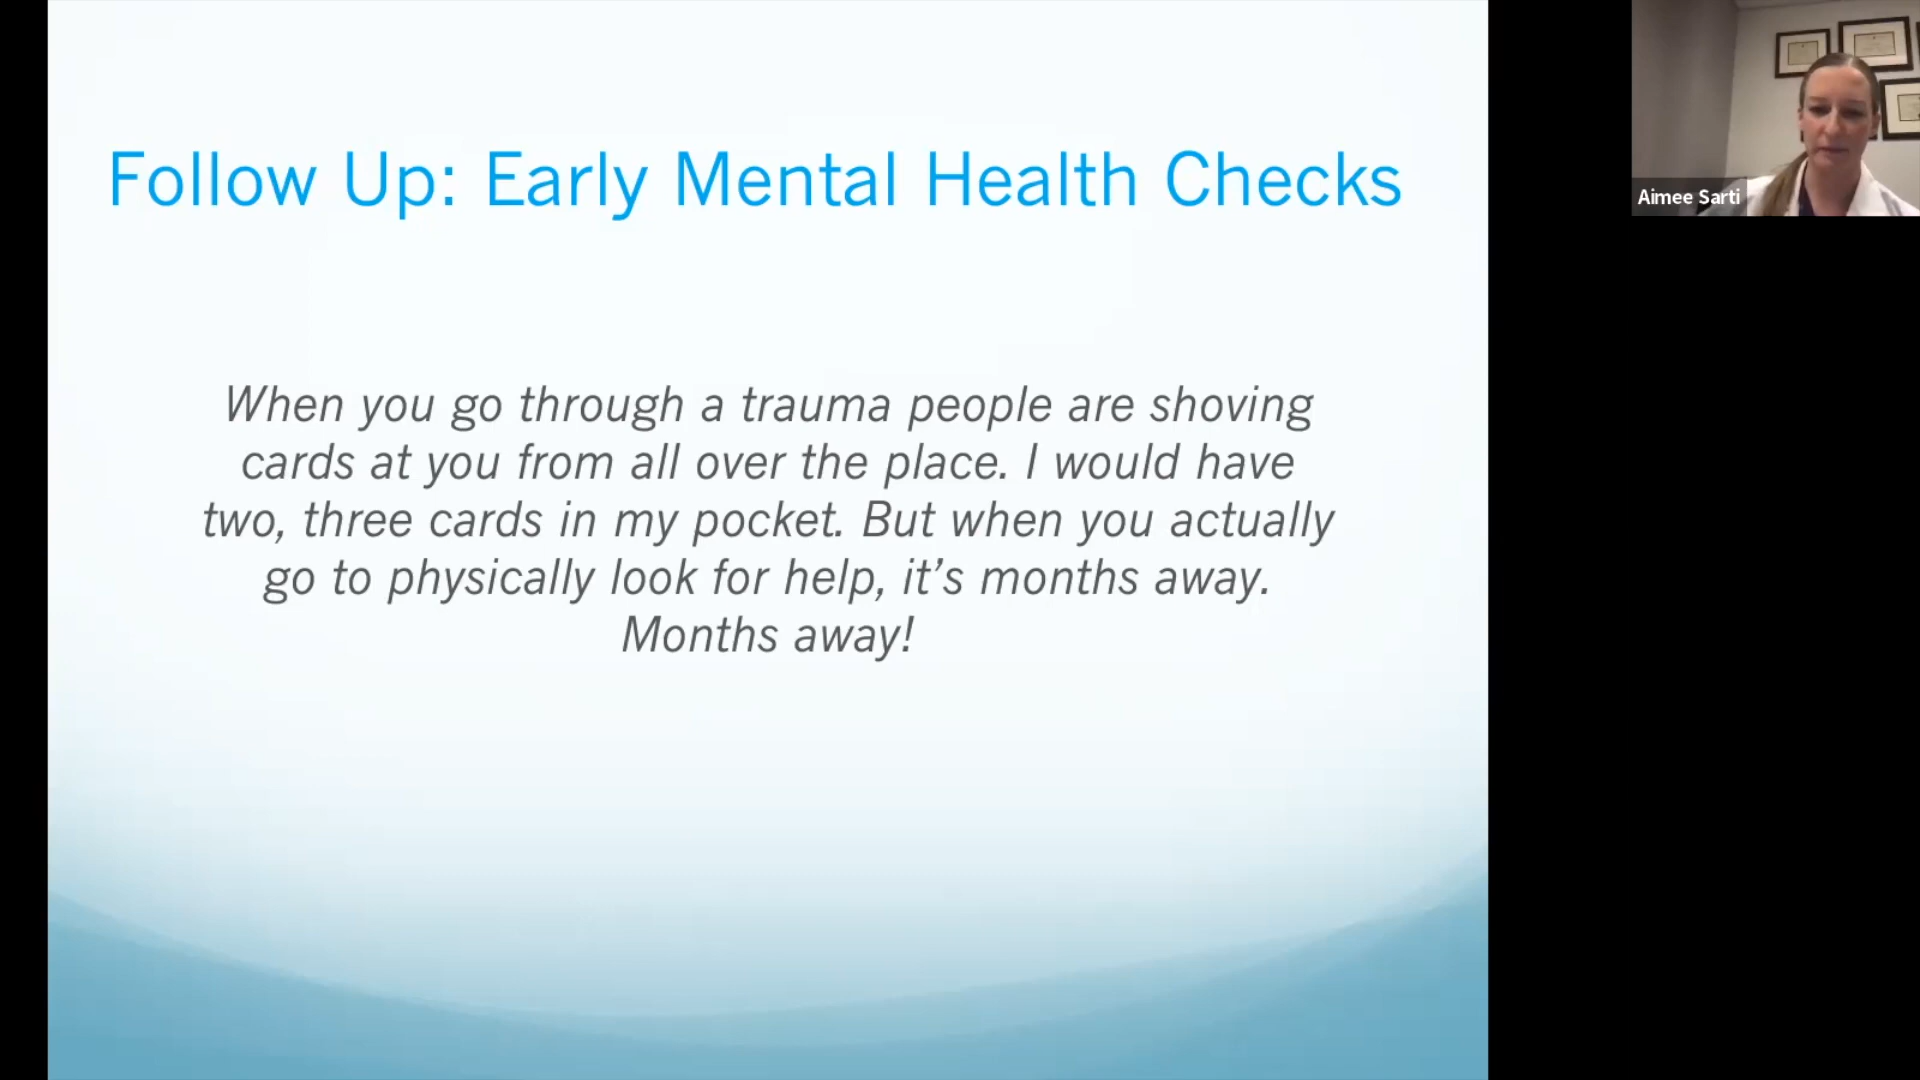 Follow Up: Early Mental Health Checks
When you go through a trauma people are shoving
cards at you from all over the place. I would have
two, three cards in my pocket. But when you actually
go to physically look for help, it’s months away.
Months away!
Aimee Sarti